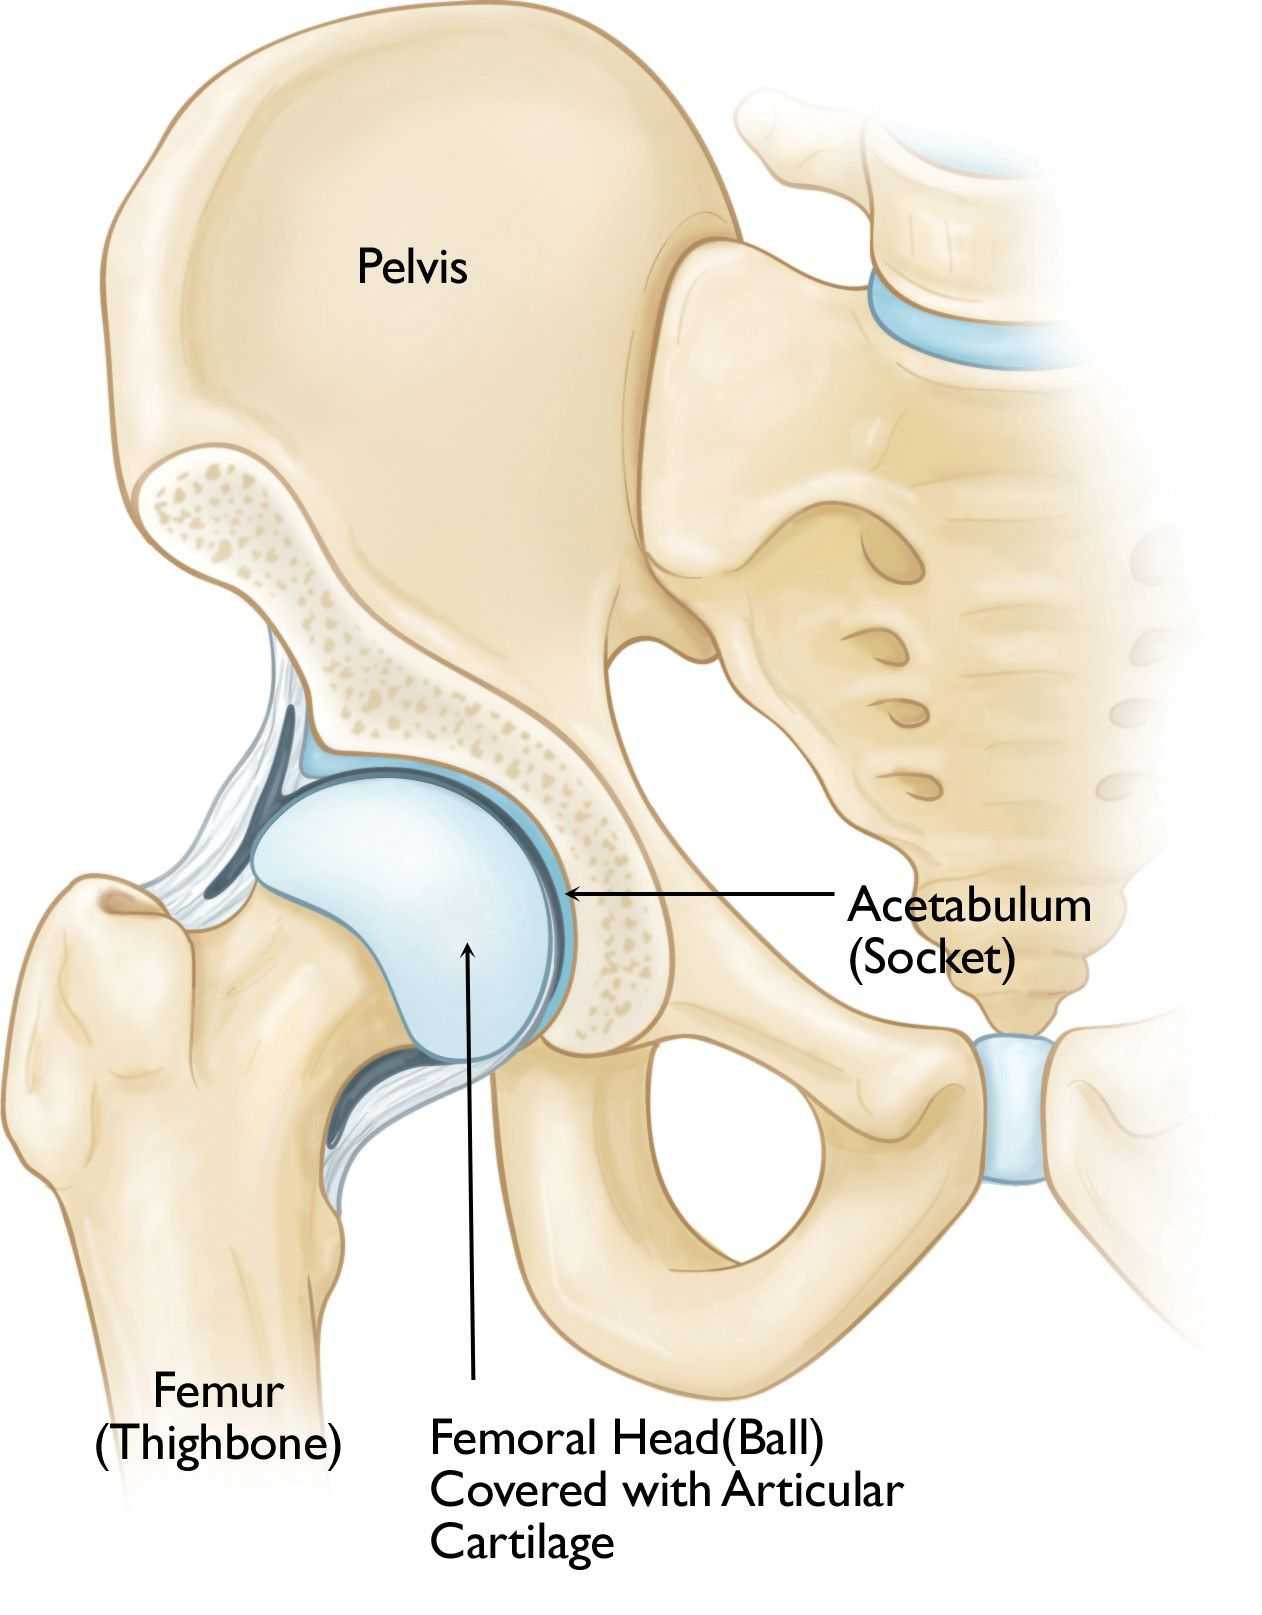 Pelvis
Acetabulum
(Socket)
Femur
(Thighbone)
Femoral Head(Ball)
Covered with Articular
Cartilage